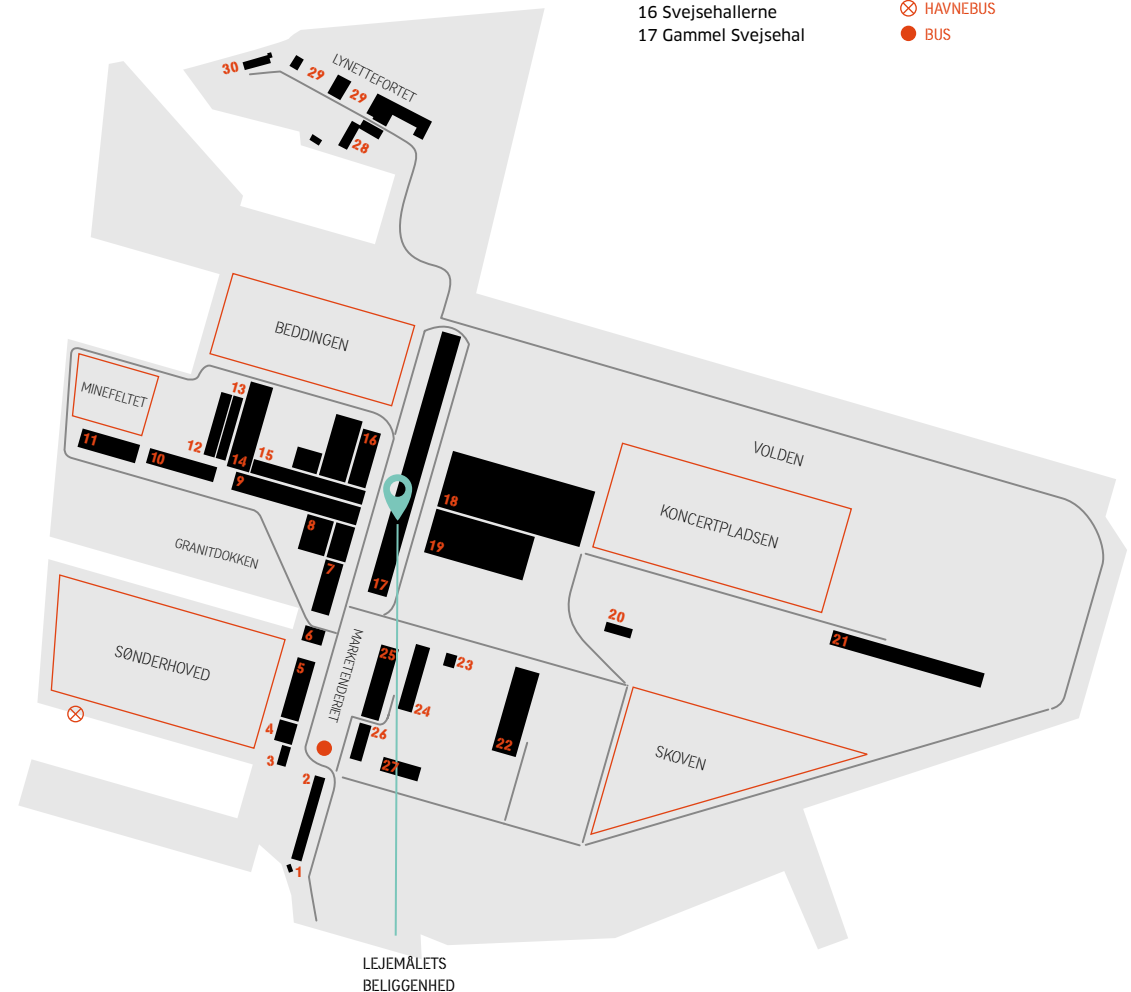 16 Svejsehallerne
17 Gammel Svejsehal
HAVNEBUS
BUS
LYNETTEFORTET
30
29
29
28
BEDDINGEN
MINEFELTET
13
12
11
10
14
15
16
9
8
7
GRANITDOKKEN
17
18
19
VOLDEN
KONCERTPLADSEN
20
21
6
SØNDERHOVED
5
4
3
2
1
MARKETENDERIET
25
23
24
26
27
22
SKOVEN
LEJEMÅLETS
BELIGGENHED